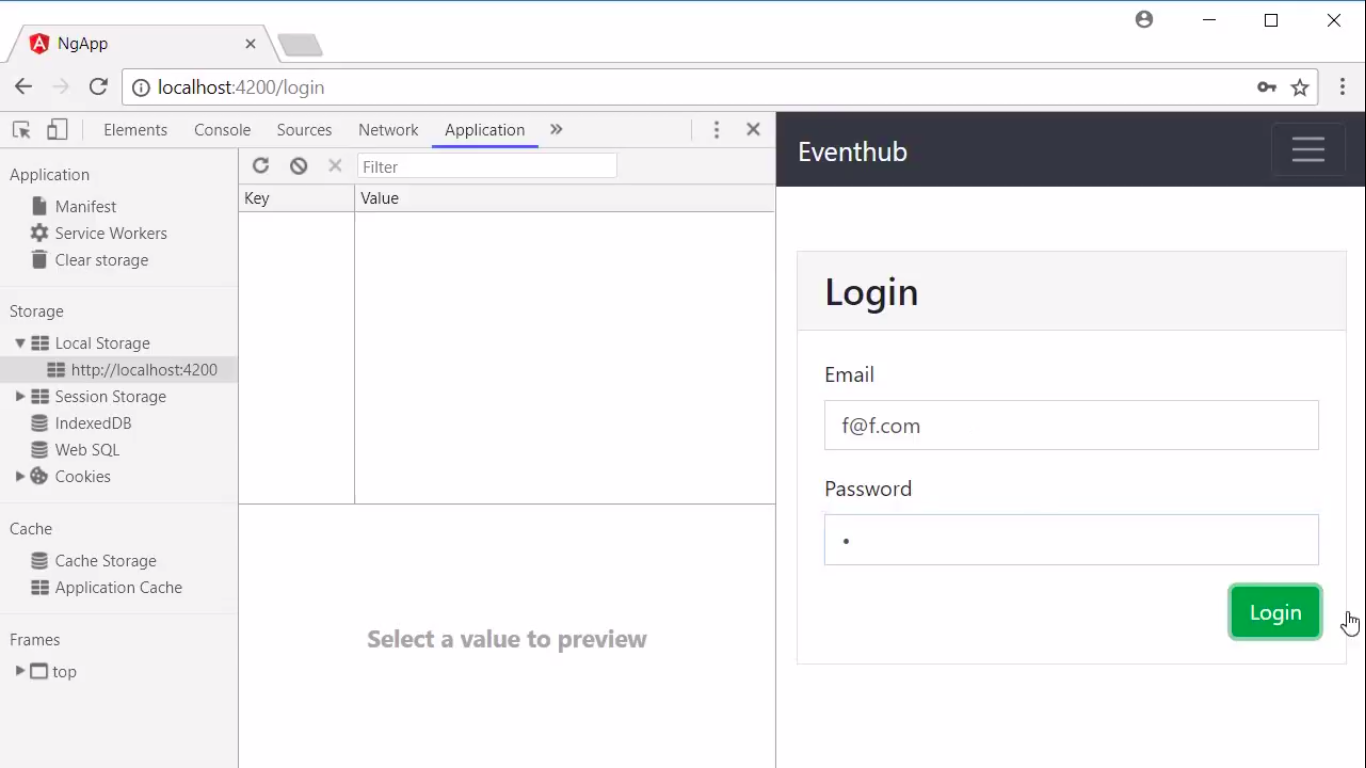 NgApp
localhost:4200/login
Elements Console Sources Network Application »
Application
Manifest
Service Workers
Clear storage
Storage
Local Storage
http://localhost:4200
Session Storage
IndexedDB
Web SQL
Cookies
Cache
Cache Storage
Application Cache
Frames
top
Filter
Key Value
Select a value to preview
Eventhub
Login
Email
f@f.com
Password
•
Login